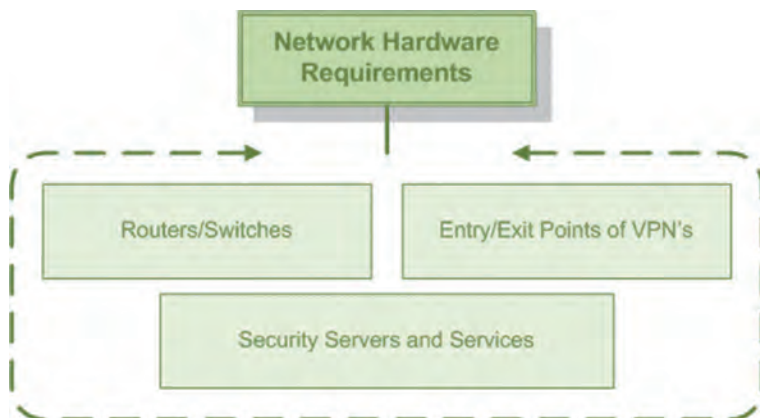 Network Hardware
Requirements
Routers/Switches
Entry/Exit Points of VPN's
Security Servers and Services